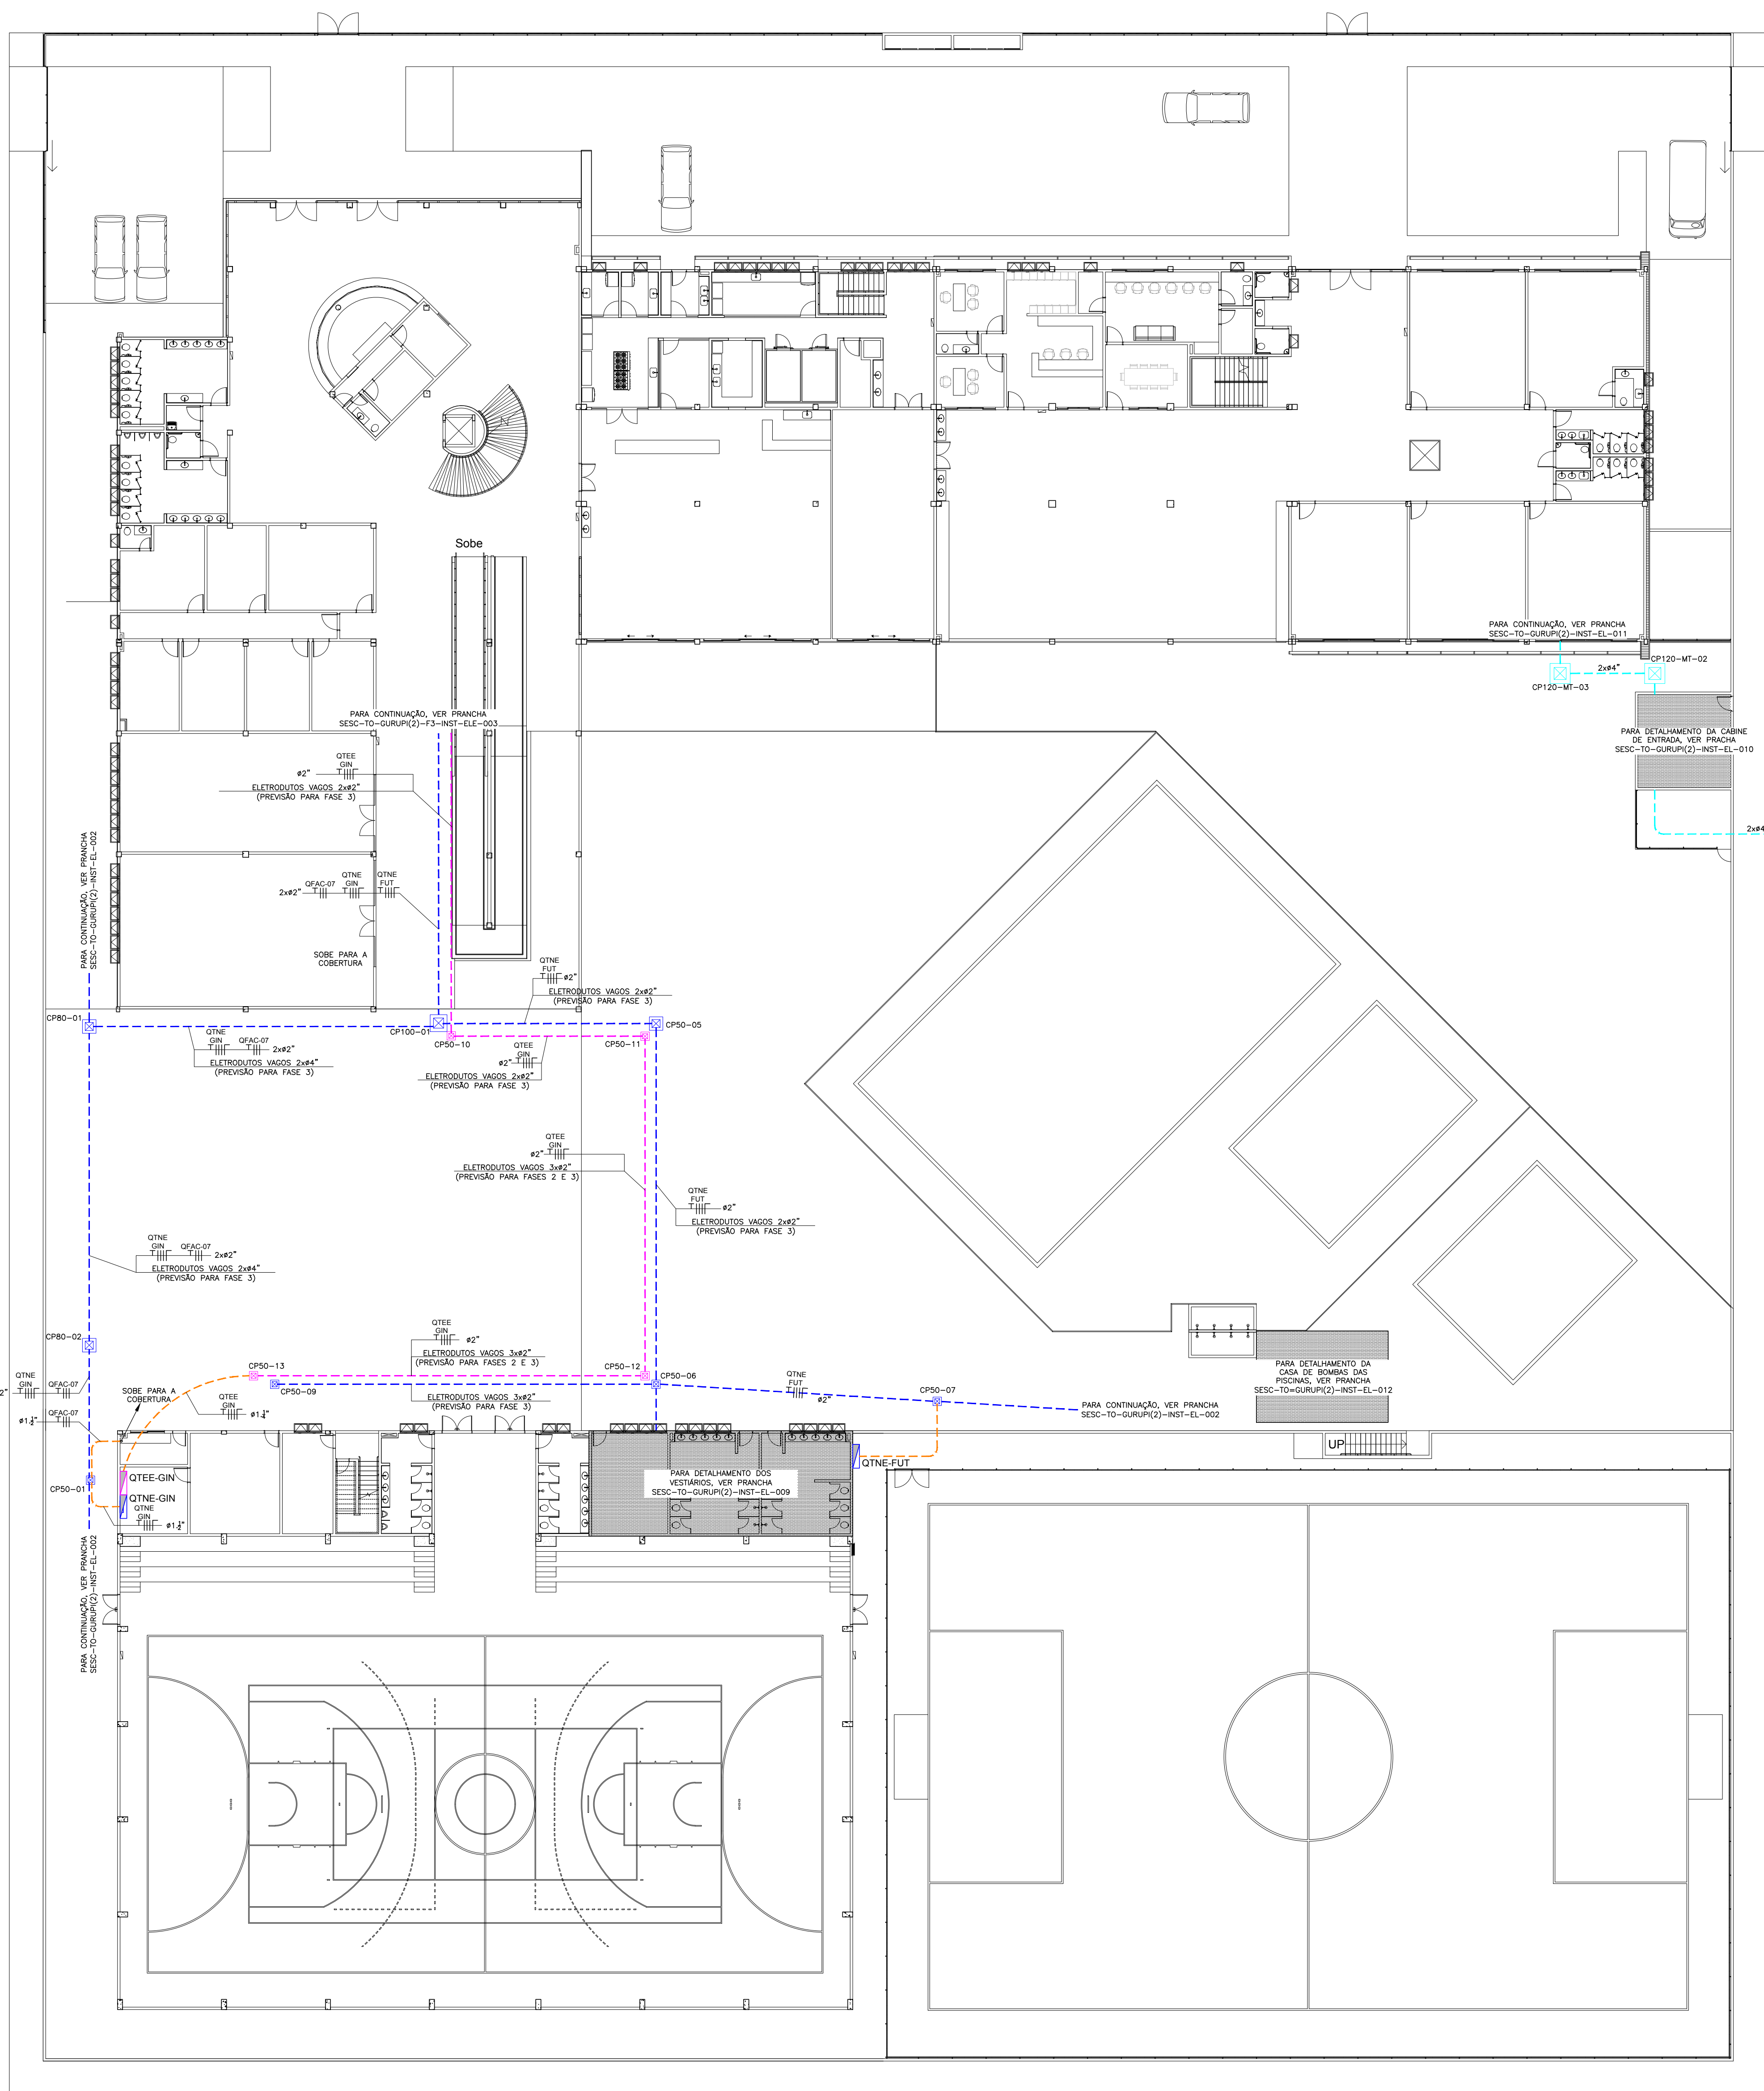 Sobe
PARA CONTINUAÇÃO, VER PRANCHA
SESC-TO-GURUPI(2)-INST-EL-011
CP120-MT-02
2xø4"
CP120-MT-03
PARA DETALHAMENTO DA CABINE
DE ENTRADA, VER PRACHA
SESC-TO-GURUPI(2)-INST-EL-010
2xø4
PARA CONTINUAÇÃO, VER PRANCHA
SESC-TO-GURUPI(2)-F3-INST-ELE-003
QTEE
GIN
ø2"
ELETRODUTOS VAGOS 2xø2"
(PREVISÃO PARA FASE 3)
PARA CONTINUAÇÃO, VER PRANCHA
SESC-TO-GURUPI(2)-INST-EL-002
2xø2"
QFAC-07
QTNE
GIN
QTNE
FUT
SOBE PARA A
COBERTURA
QTNE
FUT
ø2"
ELETRODUTOS VAGOS 2xø2"
(PREVISÃO PARA FASE 3)
CP80-01
CP100-01
CP50-05
CP50-10
CP50-11
QTNE
GIN
QFAC-07
2xø2"
ELETRODUTOS VAGOS 2xø4"
(PREVISÃO PARA FASE 3)
QTEE
GIN
ø2"
ELETRODUTOS VAGOS 2xø2"
(PREVISÃO PARA FASE 3)
QTEE
GIN
ø2"
ELETRODUTOS VAGOS 3xø2"
(PREVISÃO PARA FASES 2 E 3)
QTNE
FUT
ø2"
ELETRODUTOS VAGOS 2xø2"
(PREVISÃO PARA FASE 3)
QTNE
GIN
QFAC-07
2xø2"
ELETRODUTOS VAGOS 2xø4"
(PREVISÃO PARA FASE 3)
CP80-02
QTEE
GIN
ø2"
ELETRODUTOS VAGOS 3xø2"
(PREVISÃO PARA FASES 2 E 3)
CP50-13
CP50-12
CP50-09
CP50-06
ELETRODUTOS VAGOS 3xø2"
(PREVISÃO PARA FASE 3)
QTNE
FUT
ø2"
CP50-07
PARA CONTINUAÇÃO, VER PRANCHA
SESC-TO-GURUPI(2)-INST-EL-002
PARA DETALHAMENTO DA
CASA DE BOMBAS DAS
PISCINAS, VER PRANCHA
SESC-TO=GURUPI(2)-INST-EL-012
QTNE
GIN
QFAC-07
2"
SOBE PARA A
COBERTURA
QTEE
GIN
ø1½"
ø1½"
QFAC-07
UP
QTNE-FUT
PARA DETALHAMENTO DOS
VESTIÁRIOS, VER PRANCHA
SESC-TO-GURUPI(2)-INST-EL-009
QTEE-GIN
CP50-01
QTNE-GIN
QTNE
GIN
ø1½"
PARA CONTINUAÇÃO, VER PRANCHA
SESC-TO-GURUPI(2)-INST-EL-002